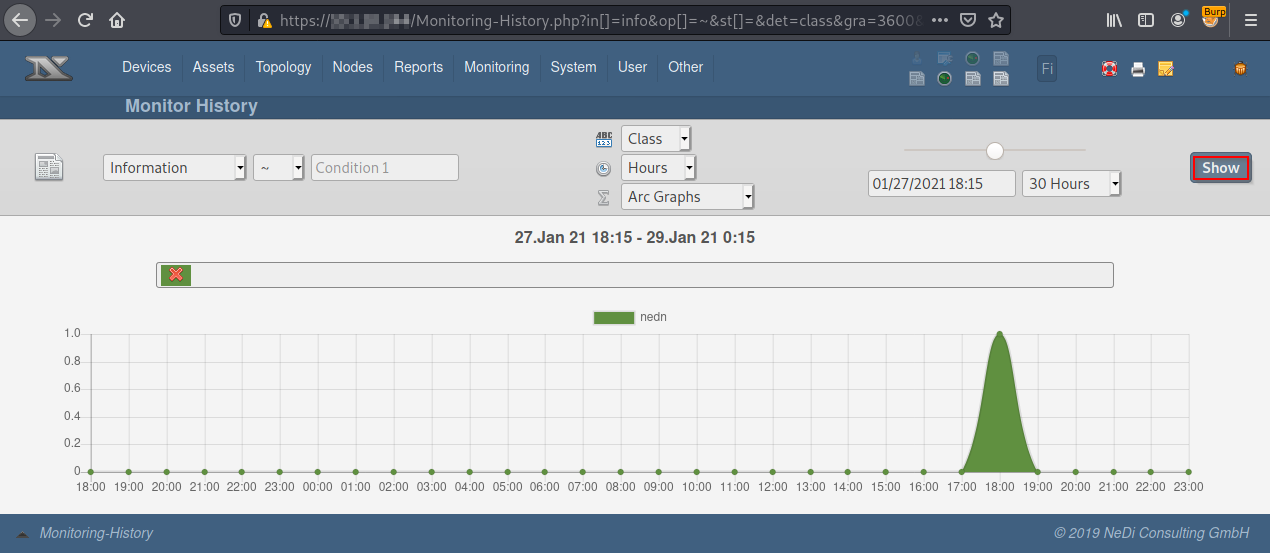 https://
/Monitoring-History.php?in[]=info&op[]=~&st[]=&det=class&gra=3600&
Burp
Devices Assets Topology Nodes Reports Monitoring System User Other
Fi
Monitor History
Information ~ Condition 1
ABC
123
Class
Hours
Σ Arc Graphs
01/27/2021 18:15 30 Hours
Show
27.Jan 21 18:15 - 29.Jan 21 0:15
nedn
1.0
0.8
0.6
0.4
0.2
0
18:00 19:00 20:00 21:00 22:00 23:00 00:00 01:00 02:00 03:00 04:00 05:00 06:00 07:00 08:00 09:00 10:00 11:00 12:00 13:00 14:00 15:00 16:00 17:00 18:00 19:00 20:00 21:00 22:00 23:00
Monitoring-History © 2019 NeDi Consulting GmbH